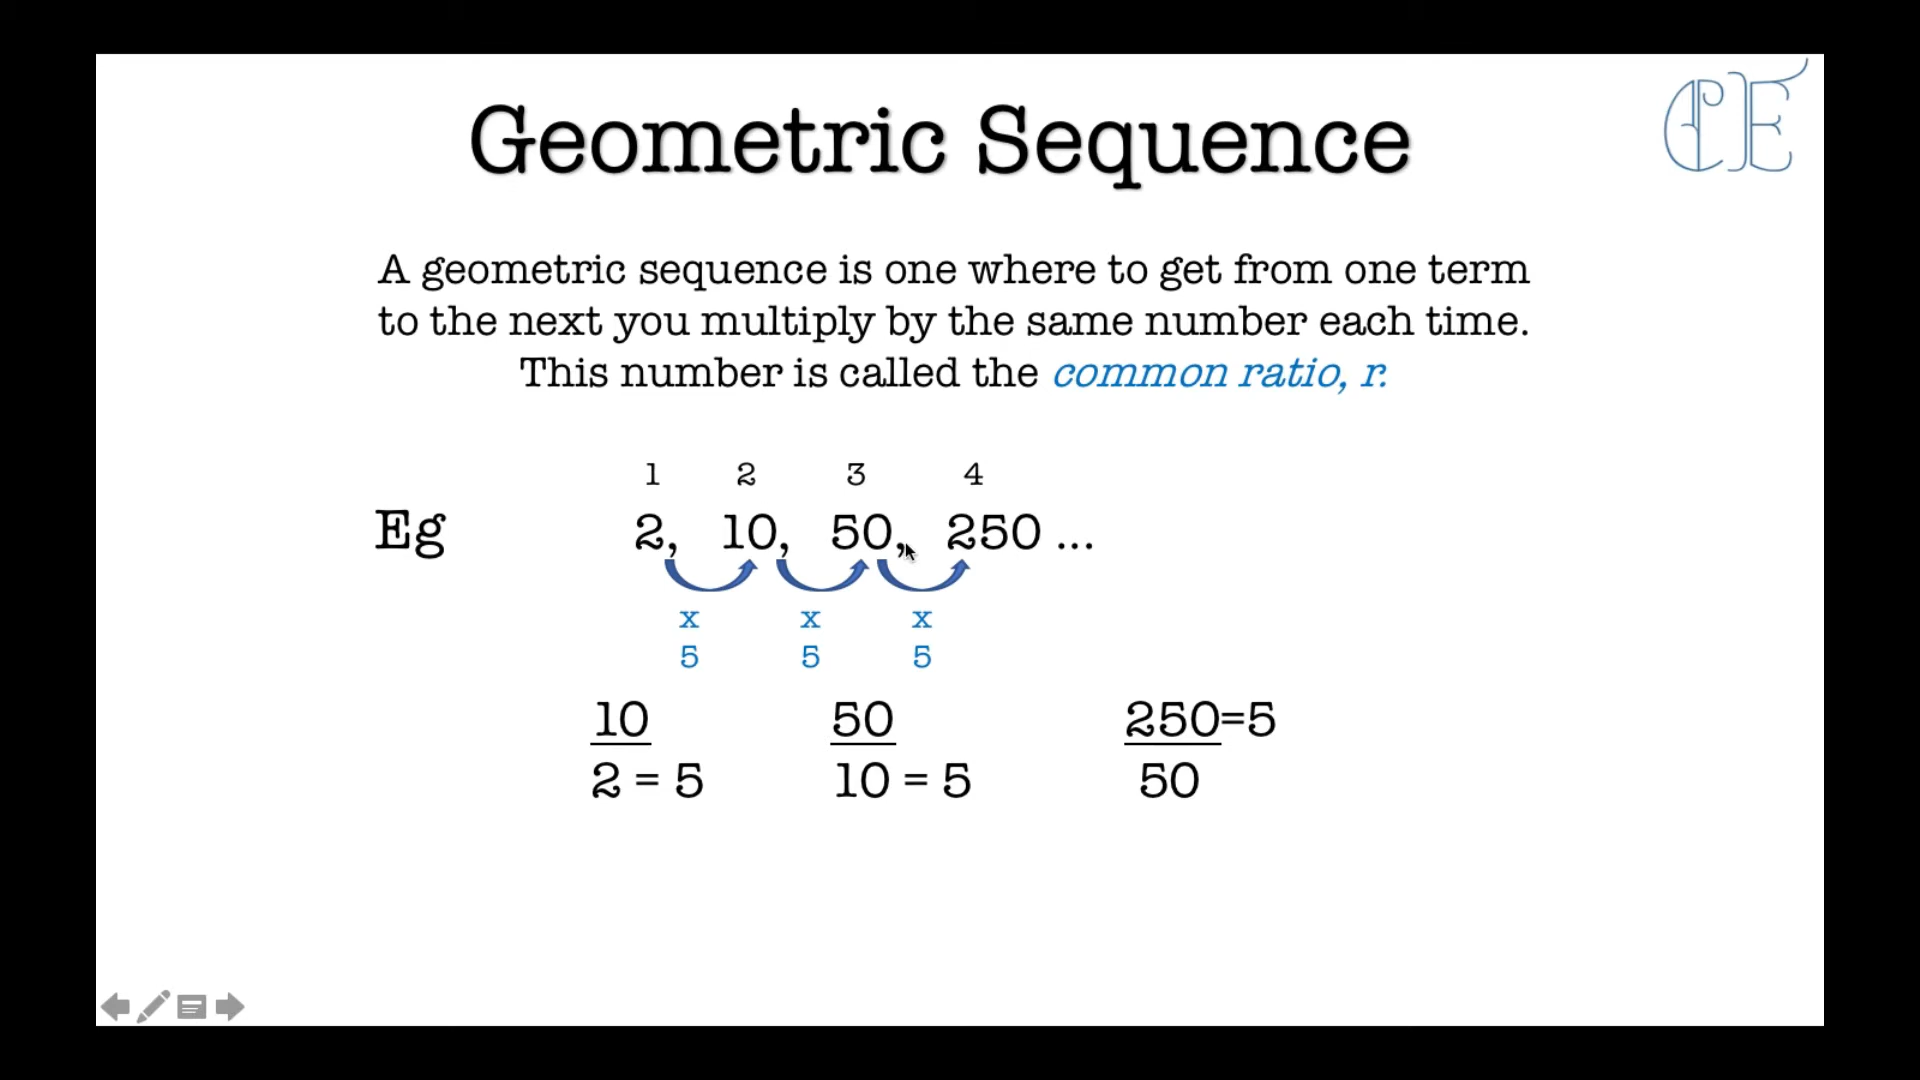 CE
Geometric Sequence
A geometric sequence is one where to get from one term
to the next you multiply by the same number each time.
This number is called the common ratio, r.
1 2 3 4
Eg 2, 10, 50, 250 ...
x x x
5 5 5
10 50 250=5
2 = 5 10 = 5 50